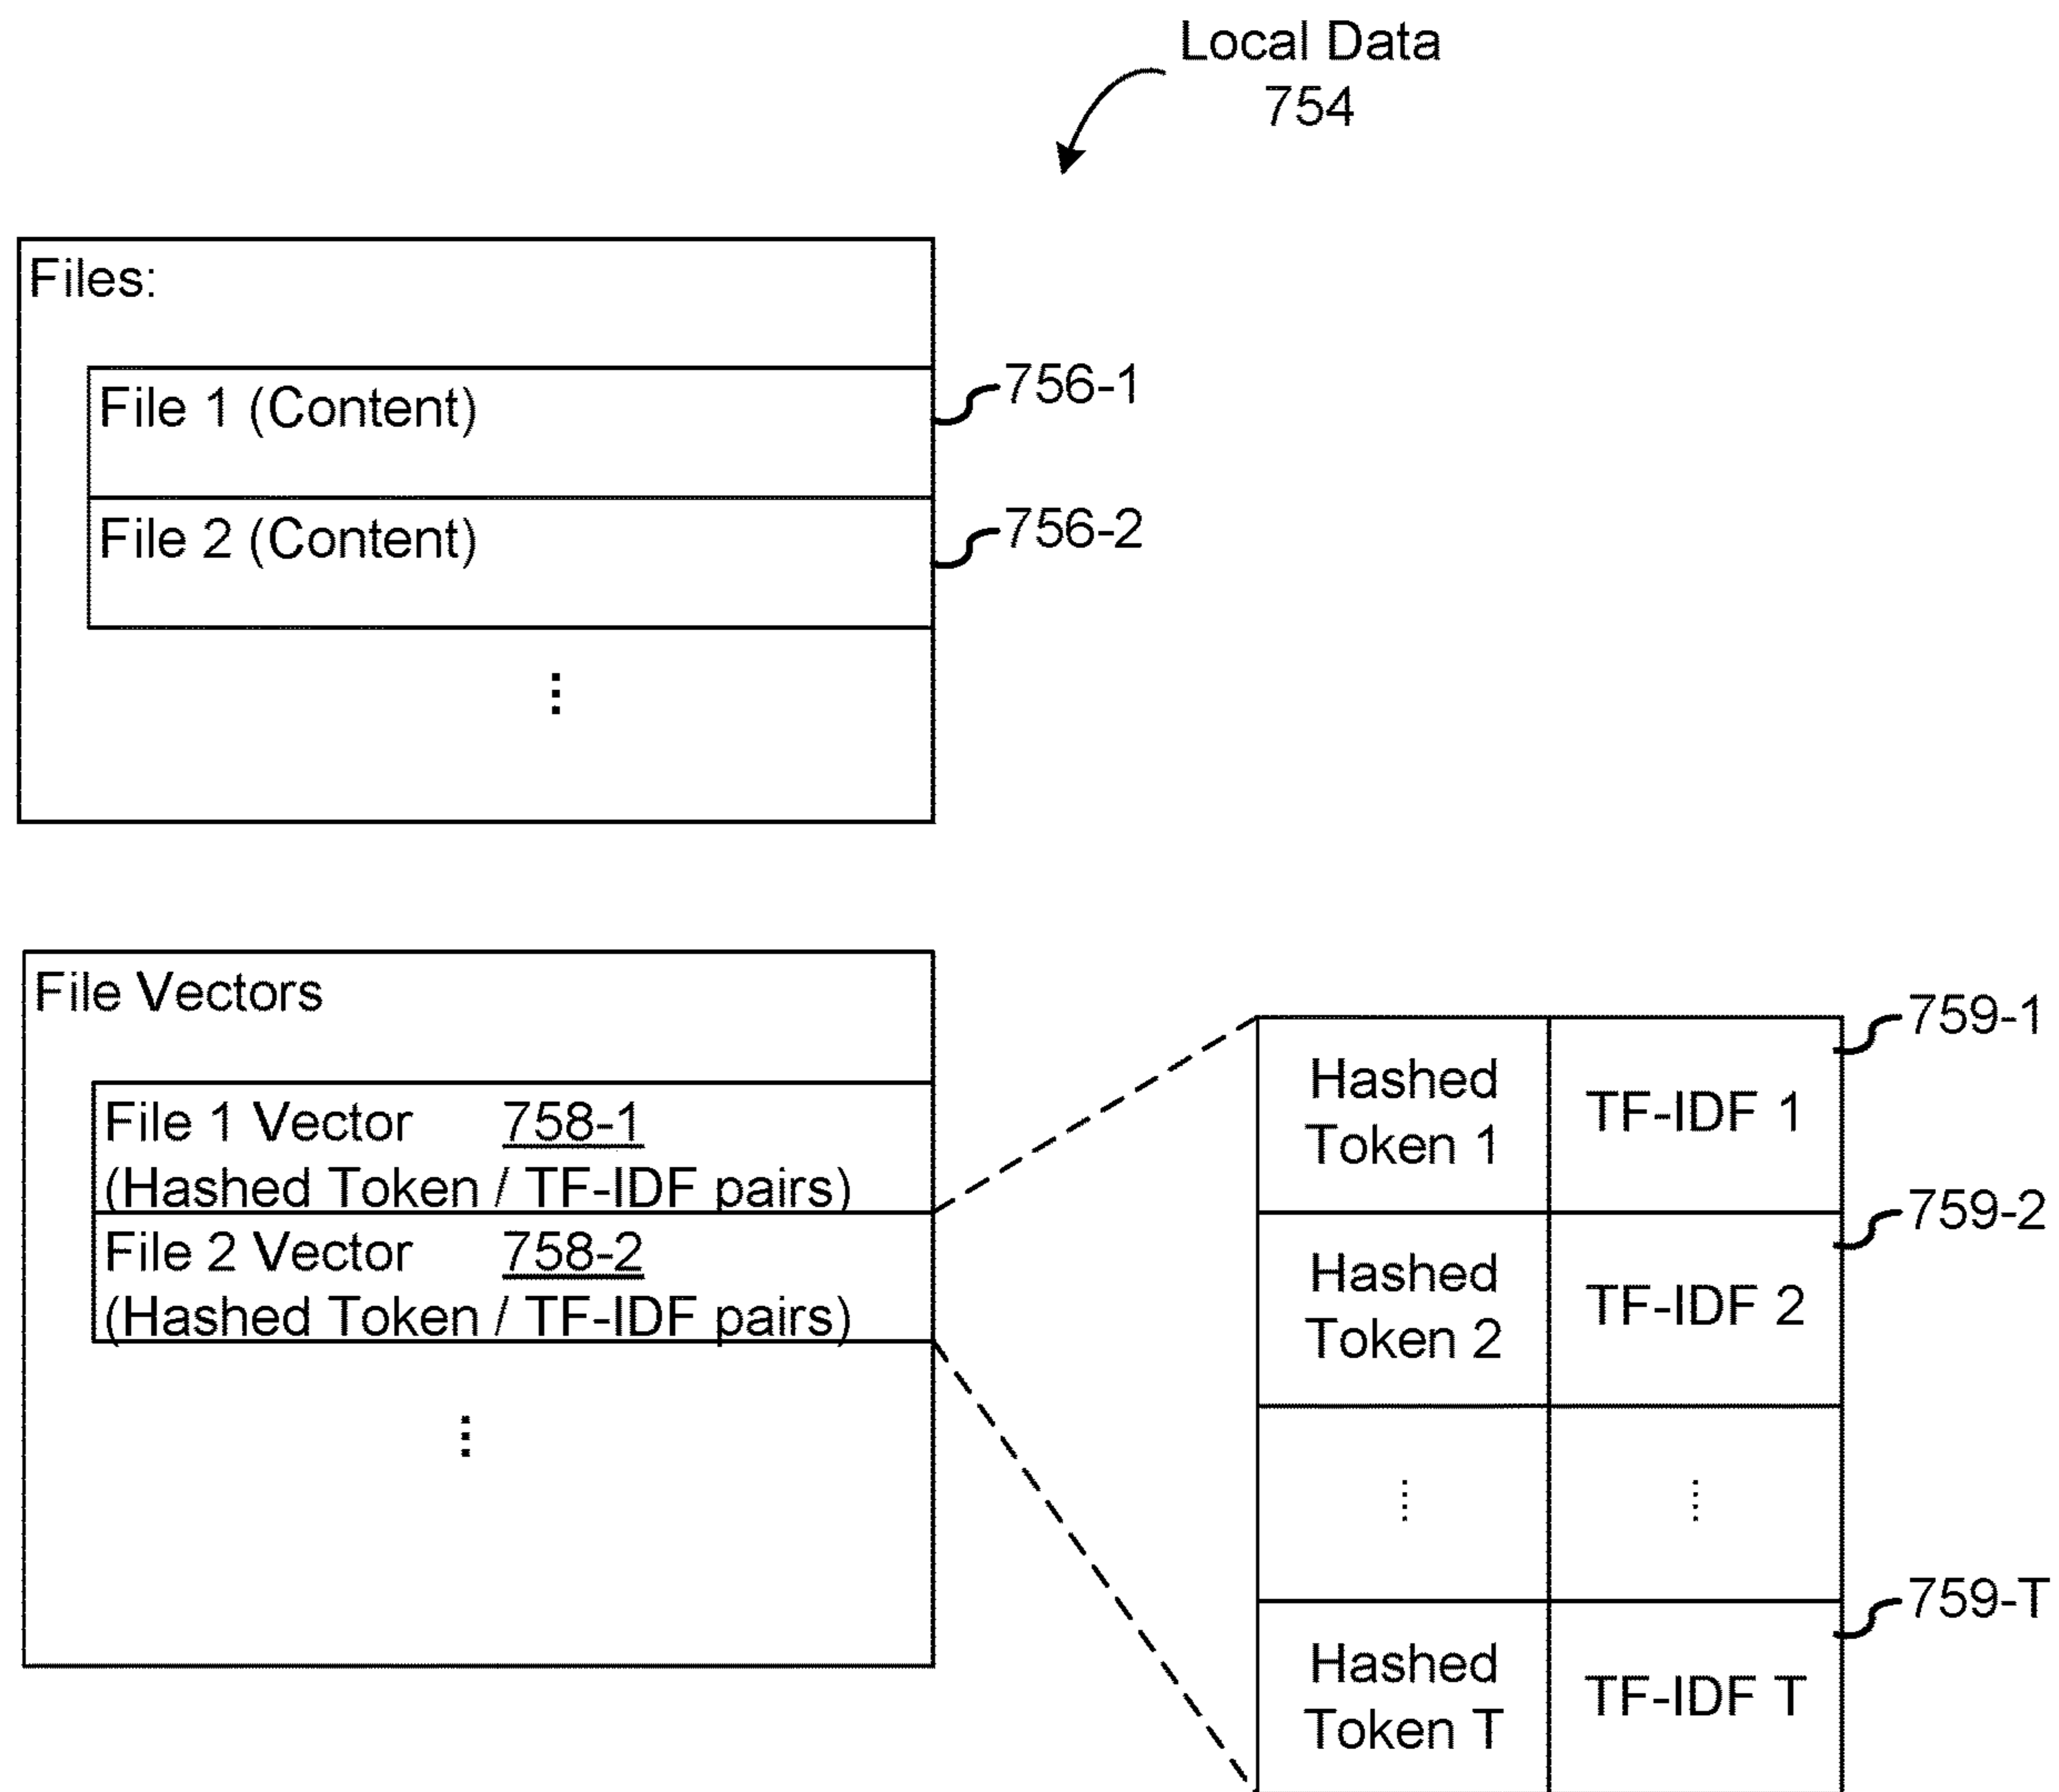 Local Data
754
Files:
File 1 (Content)
756-1
File 2 (Content)
756-2
File Vectors
File 1 Vector 758-1
(Hashed Token / TF-IDF pairs)
File 2 Vector 758-2
(Hashed Token / TF-IDF pairs)
759-1
Hashed
Token 1
TF-IDF 1
759-2
Hashed
Token 2
TF-IDF 2
759-T
Hashed
Token T
TF-IDF T